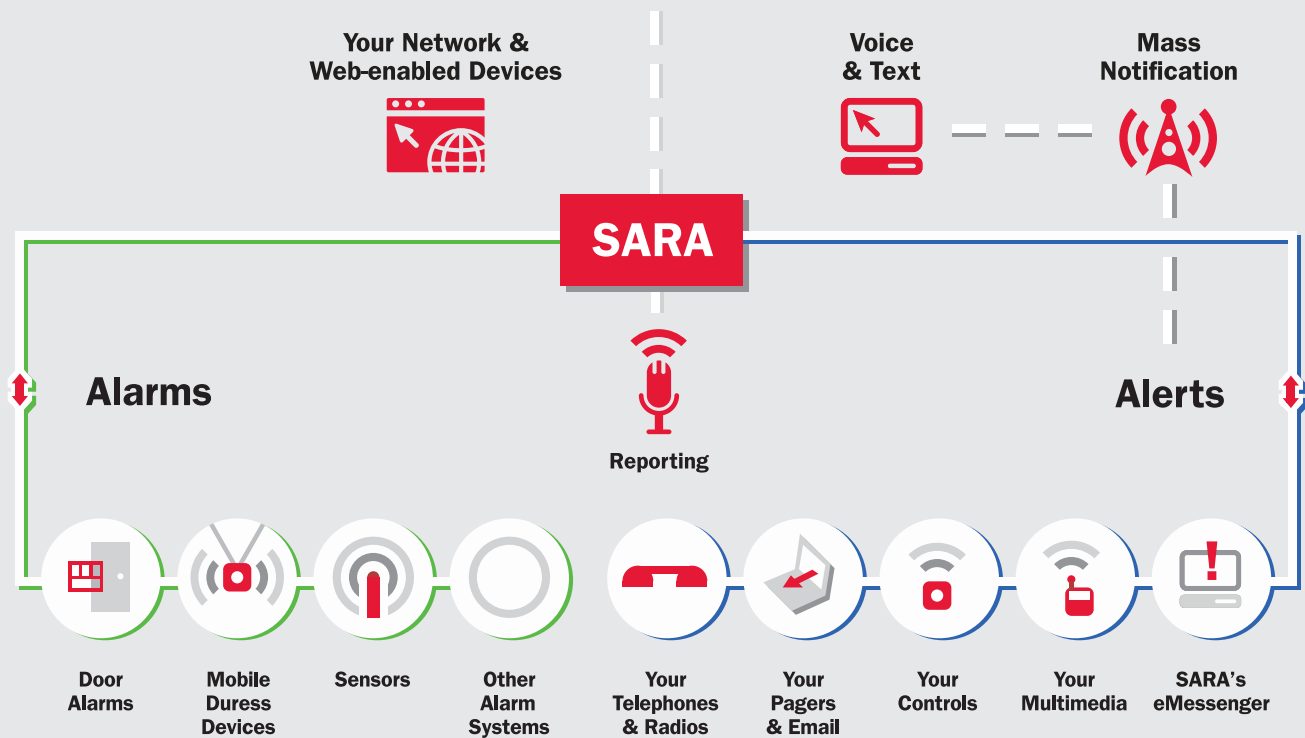 Your Network &
Web-enabled Devices
Voice
& Text
Mass
Notification
SARA
Alarms
Alerts
Reporting
Door
Alarms
Mobile
Duress
Devices
Sensors
Other
Alarm
Systems
Your
Telephones
& Radios
Your
Pagers
& Email
Your
Controls
Your
Multimedia
SARA’s
eMessenger